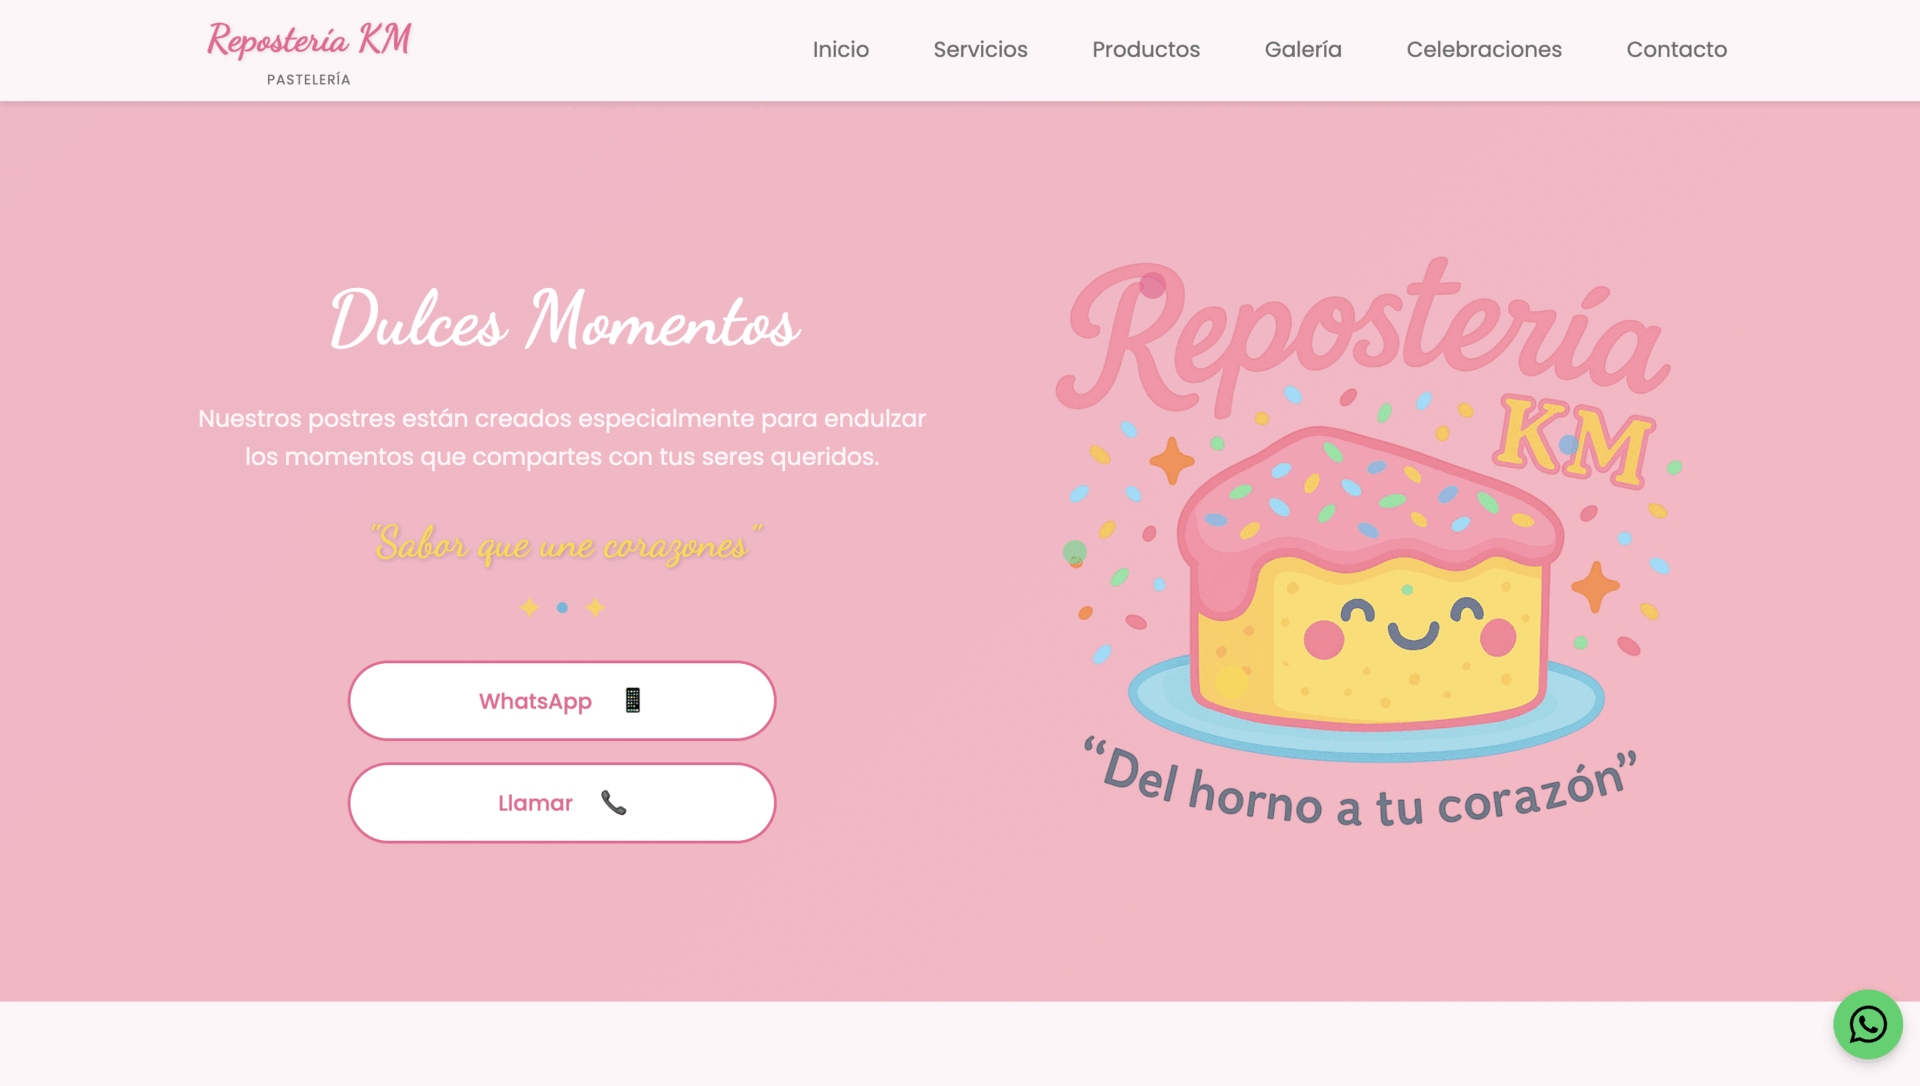 Repostería KM
PASTELERÍA
Inicio
Servicios
Productos
Galería
Celebraciones
Contacto
Dulces Momentos
Nuestros postres están creados especialmente para endulzar
los momentos que compartes con tus seres queridos.
"Sabor que une corazones"
WhatsApp
Llamar
Repostería
KM
“Del horno a tu corazón”